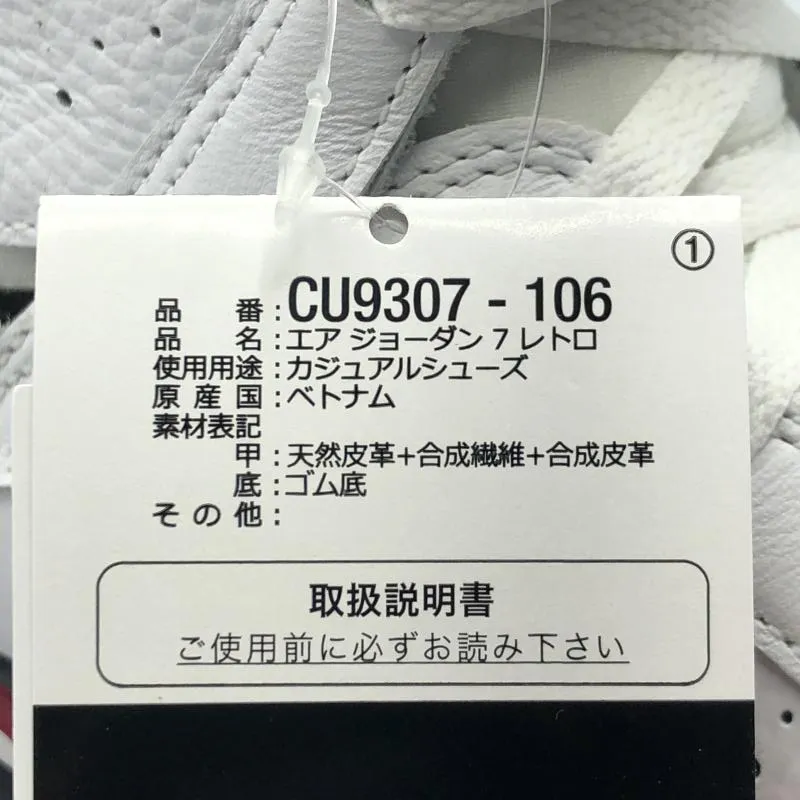 ①
品番:CU9307 - 106
品名:エア ジョーダン 7 レトロ
使用用途:カジュアルシューズ
原産国:ベトナム
素材表記
甲:天然皮革+合成繊維+合成皮革
底:ゴム底
その他:
取扱説明書
ご使用前に必ずお読み下さい